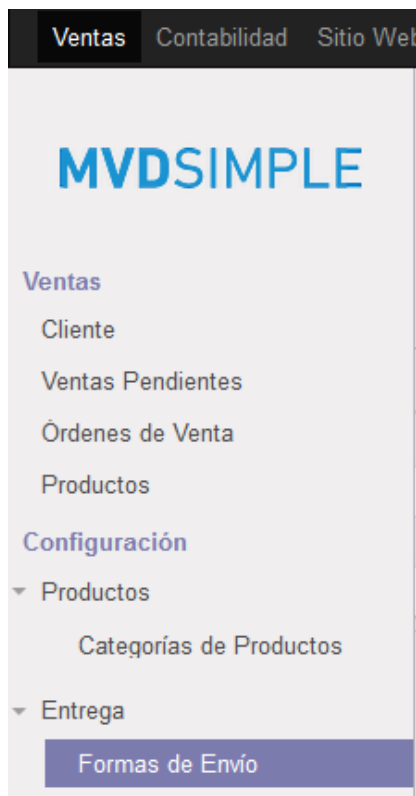 Ventas Contabilidad Sitio Web
MVDSIMPLE
Ventas
Cliente
Ventas Pendientes
Órdenes de Venta
Productos
Configuración
Productos
Categorías de Productos
Entrega
Formas de Envío